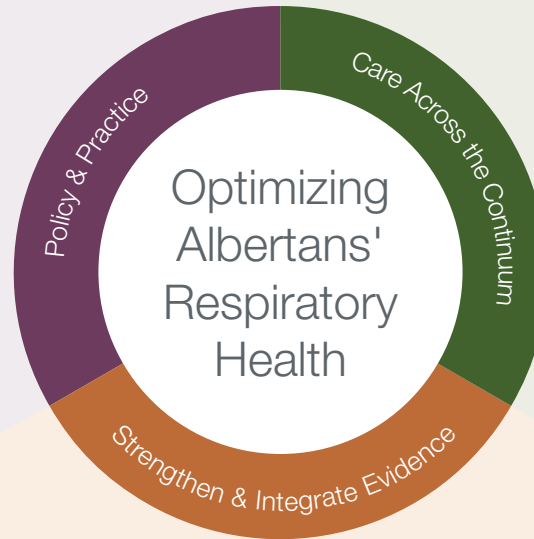 Policy & Practice
Care Across the Continuum
Optimizing
Albertans'
Respiratory
Health
Strengthen & Integrate Evidence